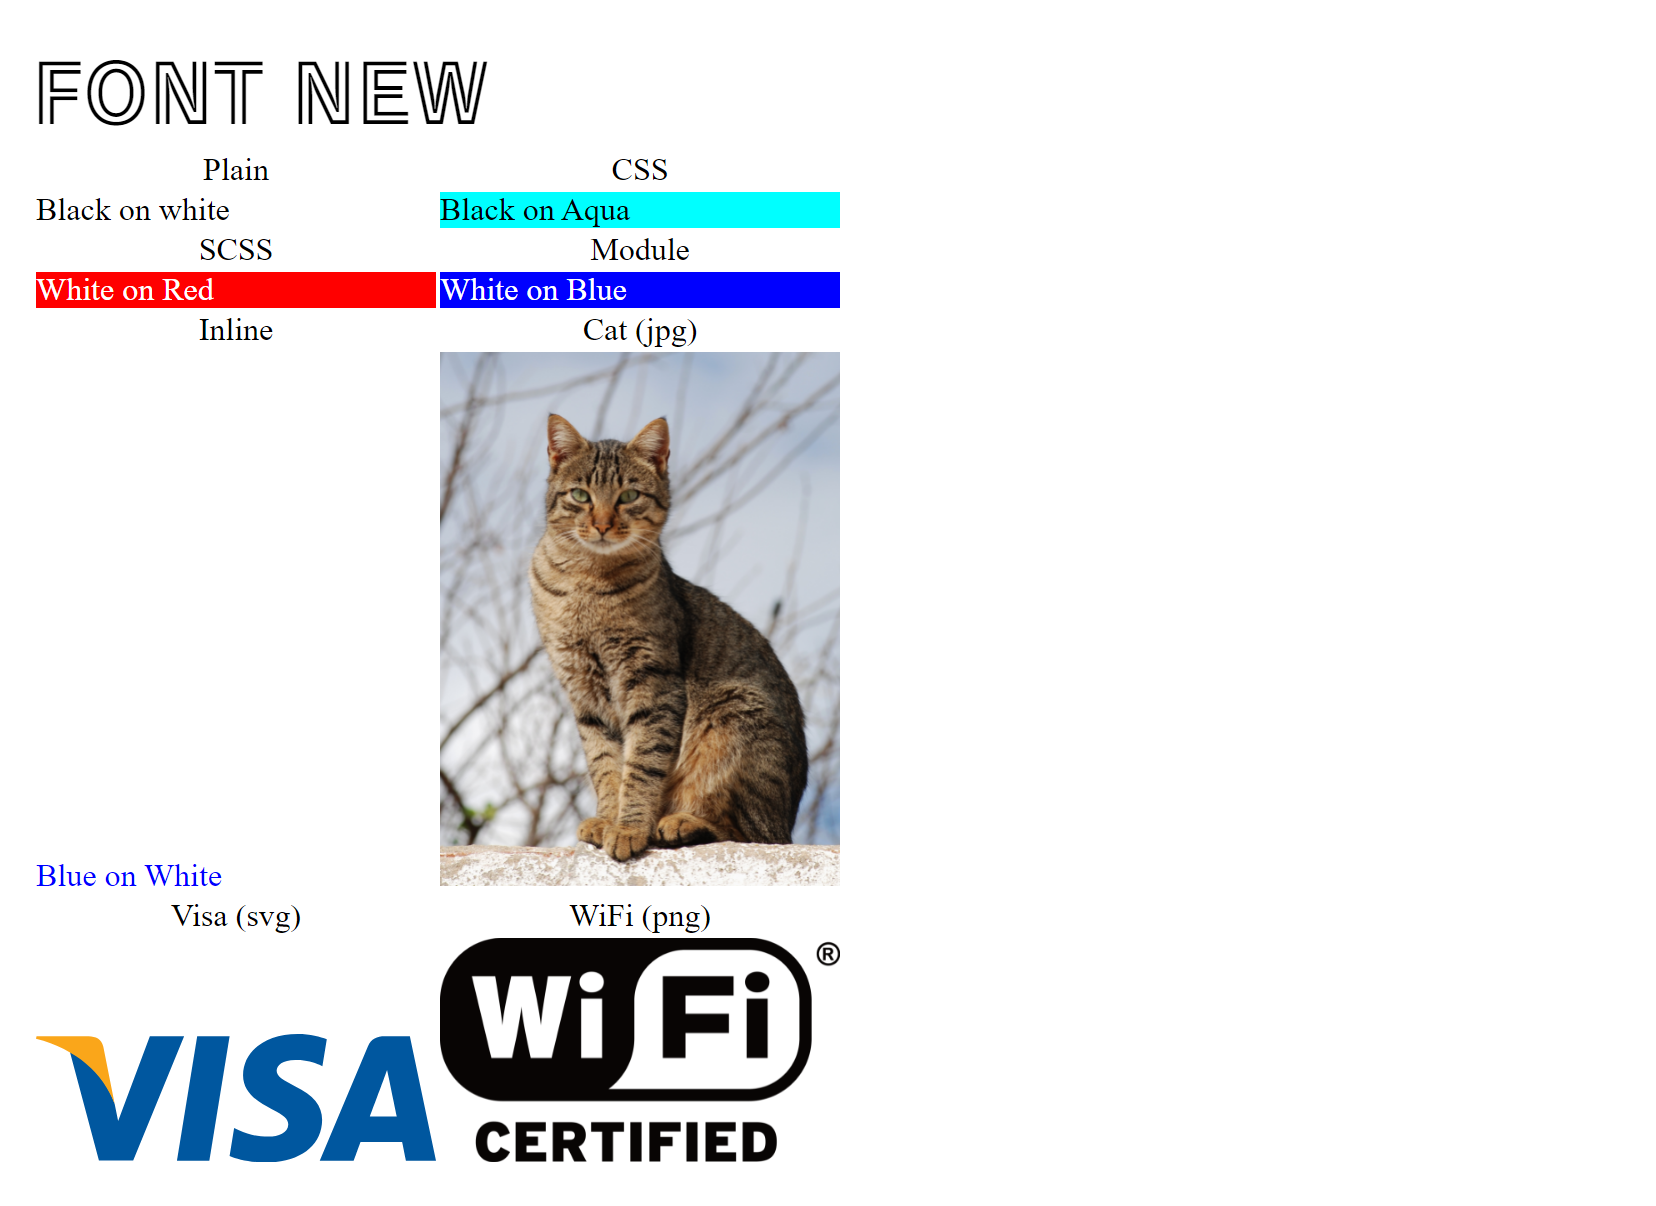 FONT NEW
Plain
CSS
Black on white
Black on Aqua
SCSS
Module
White on Red
White on Blue
Inline
Cat (jpg)
Blue on White
Visa (svg)
WiFi (png)
VISA
Wi Fi ®
CERTIFIED